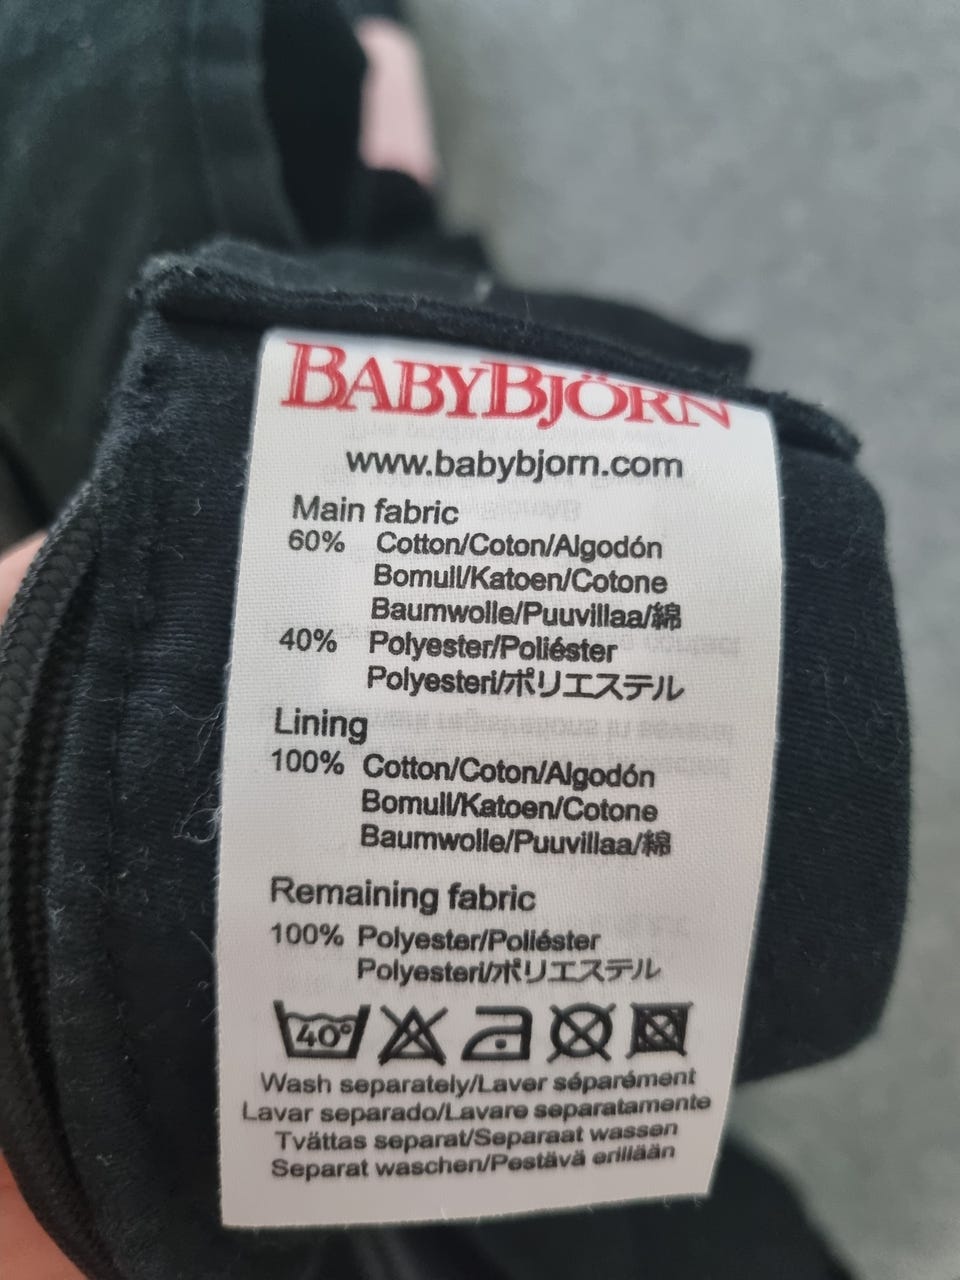 BABYBJÖRN
www.babybjorn.com
Main fabric
60% Cotton/Coton/Algodón
Bomull/Katoen/Cotone
Baumwolle/Puuvillaa/綿
40% Polyester/Poliéster
Polyesteri/ポリエステル
Lining
100% Cotton/Coton/Algodón
Bomull/Katoen/Cotone
Baumwolle/Puuvillaa/綿
Remaining fabric
100% Polyester/Poliéster
Polyesteri/ポリエステル
40°
Wash separately/Laver séparément
Lavar separado/Lavare separatamente
Tvättas separat/Separaat wassen
Separat waschen/Pestävä erillään